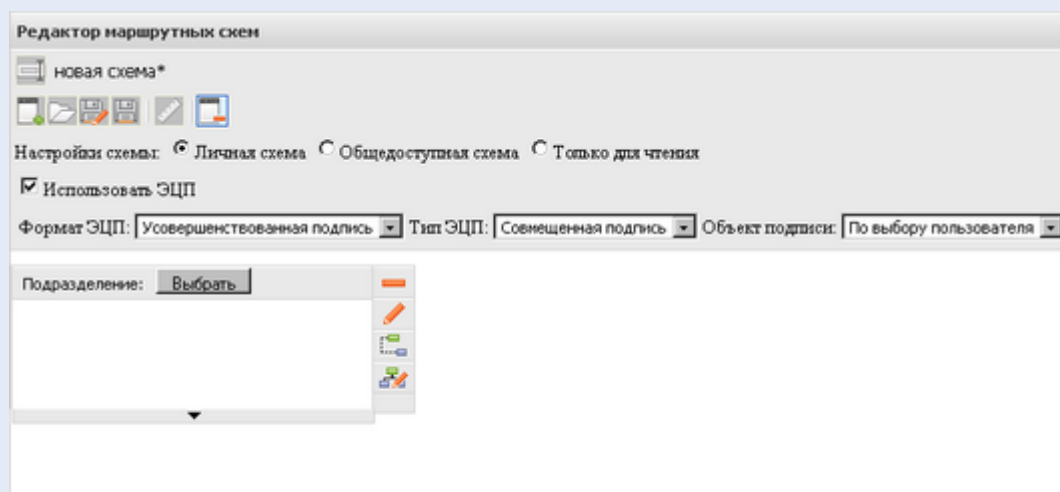 Редактор маршрутных схем
новая схема*
Настройки схемы: Личная схема Общедоступная схема Только для чтения
Использовать ЭЦП
Формат ЭЦП: Усовершенствованная подпись Тип ЭЦП: Совмещенная подпись Объект подписи: По выбору пользователя
Подразделение: Выбрать